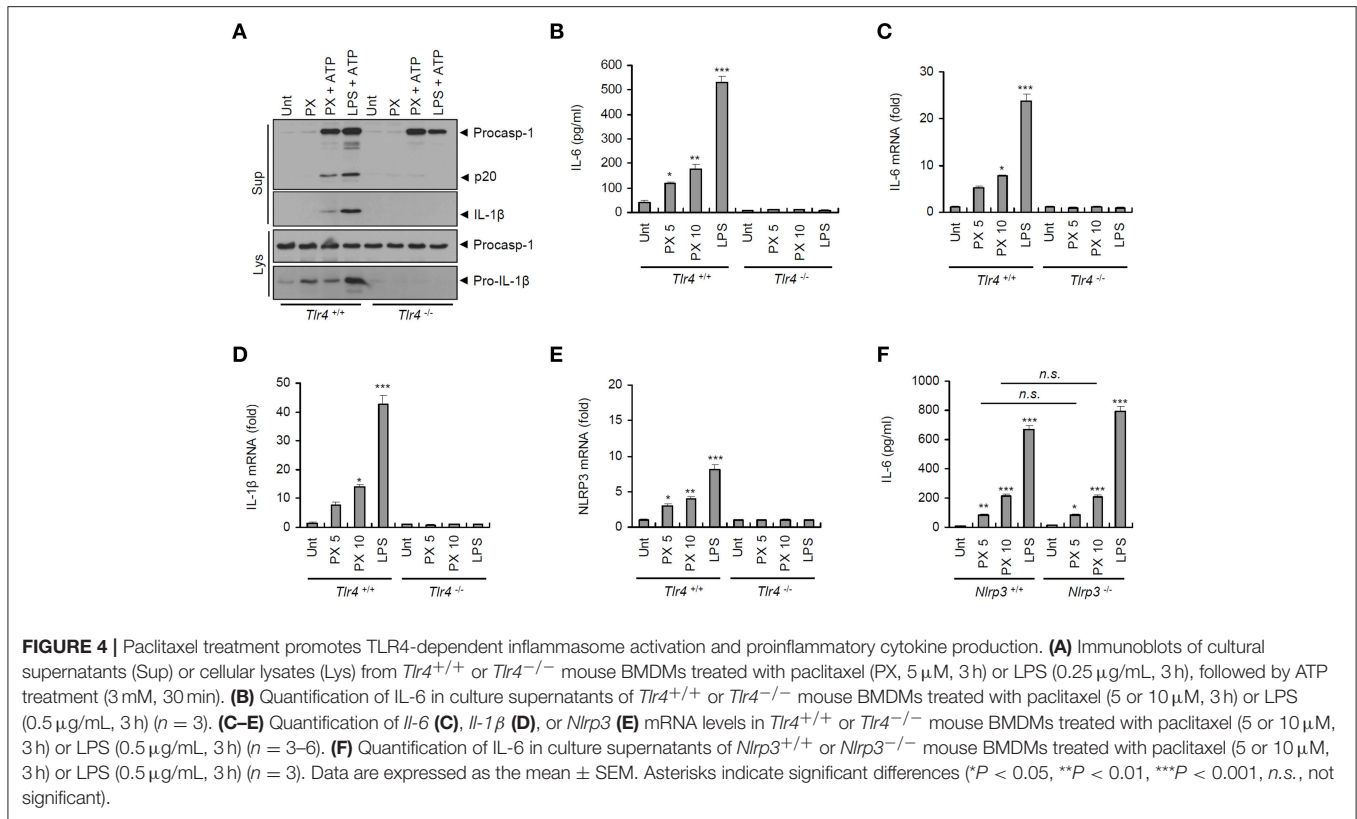 A
Unt
PX
PX + ATP
LPS + ATP
Unt
PX
PX + ATP
LPS + ATP
Sup
Procasp-1
p20
IL-1β
Lys
Procasp-1
Pro-IL-1β
Tlr4 +/+
Tlr4 -/-
B
IL-6 (pg/ml)
600
500
400
300
200
100
0
*
**
***
Unt
PX 5
PX 10
LPS
Unt
PX 5
PX 10
LPS
Tlr4 +/+
Tlr4 -/-
C
IL-6 mRNA (fold)
30
20
10
0
*
***
Unt
PX 5
PX 10
LPS
Unt
PX 5
PX 10
LPS
Tlr4 +/+
Tlr4 -/-
D
IL-1β mRNA (fold)
50
40
30
20
10
0
*
***
Unt
PX 5
PX 10
LPS
Unt
PX 5
PX 10
LPS
Tlr4 +/+
Tlr4 -/-
E
NLRP3 mRNA (fold)
20
15
10
5
0
*
**
***
Unt
PX 5
PX 10
LPS
Unt
PX 5
PX 10
LPS
Tlr4 +/+
Tlr4 -/-
F
IL-6 (pg/ml)
1000
800
600
400
200
0
n.s.
n.s.
**
***
***
*
***
***
Unt
PX 5
PX 10
LPS
Unt
PX 5
PX 10
LPS
Nlrp3 +/+
Nlrp3 -/-
FIGURE 4 | Paclitaxel treatment promotes TLR4-dependent inflammasome activation and proinflammatory cytokine production. (A) Immunoblots of cultural
supernatants (Sup) or cellular lysates (Lys) from Tlr4+/+ or Tlr4−/− mouse BMDMs treated with paclitaxel (PX, 5 μM, 3 h) or LPS (0.25 μg/mL, 3 h), followed by ATP
treatment (3 mM, 30 min). (B) Quantification of IL-6 in culture supernatants of Tlr4+/+ or Tlr4−/− mouse BMDMs treated with paclitaxel (5 or 10 μM, 3 h) or LPS
(0.5 μg/mL, 3 h) (n = 3). (C–E) Quantification of Il-6 (C), Il-1β (D), or Nlrp3 (E) mRNA levels in Tlr4+/+ or Tlr4−/− mouse BMDMs treated with paclitaxel (5 or 10 μM,
3 h) or LPS (0.5 μg/mL, 3 h) (n = 3–6). (F) Quantification of IL-6 in culture supernatants of Nlrp3+/+ or Nlrp3−/− mouse BMDMs treated with paclitaxel (5 or 10 μM,
3 h) or LPS (0.5 μg/mL, 3 h) (n = 3). Data are expressed as the mean ± SEM. Asterisks indicate significant differences (*P < 0.05, **P < 0.01, ***P < 0.001, n.s., not
significant).